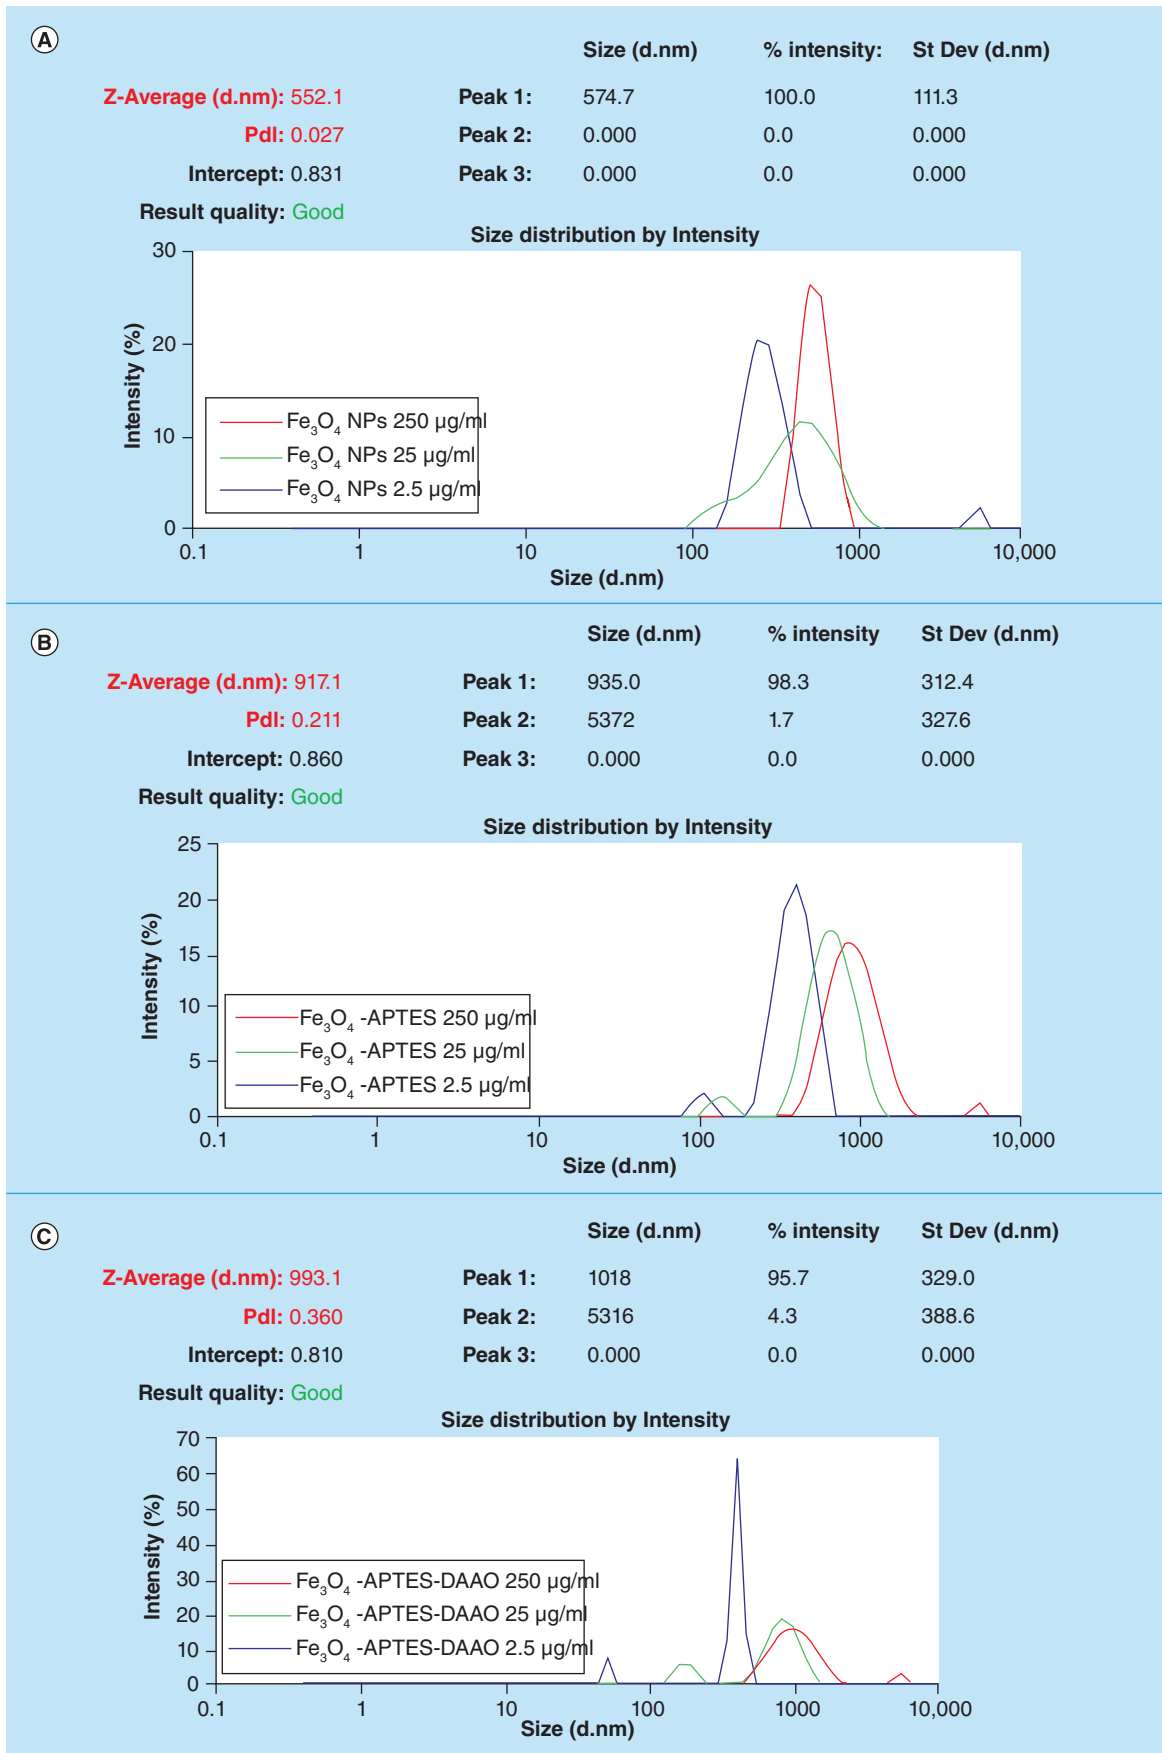 A
Size (d.nm) % intensity: St Dev (d.nm)
Z-Average (d.nm): 552.1 Peak 1: 574.7 100.0 111.3
PdI: 0.027 Peak 2: 0.000 0.0 0.000
Intercept: 0.831 Peak 3: 0.000 0.0 0.000
Result quality: Good
Size distribution by Intensity
30
20
10
0
Intensity (%)
Fe3O4 NPs 250 µg/ml
Fe3O4 NPs 25 µg/ml
Fe3O4 NPs 2.5 µg/ml
0.1 1 10 100 1000 10,000
Size (d.nm)
B
Size (d.nm) % intensity St Dev (d.nm)
Z-Average (d.nm): 917.1 Peak 1: 935.0 98.3 312.4
PdI: 0.211 Peak 2: 5372 1.7 327.6
Intercept: 0.860 Peak 3: 0.000 0.0 0.000
Result quality: Good
Size distribution by Intensity
25
20
15
10
5
0
Intensity (%)
Fe3O4 -APTES 250 µg/ml
Fe3O4 -APTES 25 µg/ml
Fe3O4 -APTES 2.5 µg/ml
0.1 1 10 100 1000 10,000
Size (d.nm)
C
Size (d.nm) % intensity St Dev (d.nm)
Z-Average (d.nm): 993.1 Peak 1: 1018 95.7 329.0
PdI: 0.360 Peak 2: 5316 4.3 388.6
Intercept: 0.810 Peak 3: 0.000 0.0 0.000
Result quality: Good
Size distribution by Intensity
70
60
50
40
30
20
10
0
Intensity (%)
Fe3O4 -APTES-DAAO 250 µg/ml
Fe3O4 -APTES-DAAO 25 µg/ml
Fe3O4 -APTES-DAAO 2.5 µg/ml
0.1 1 10 100 1000 10,000
Size (d.nm)